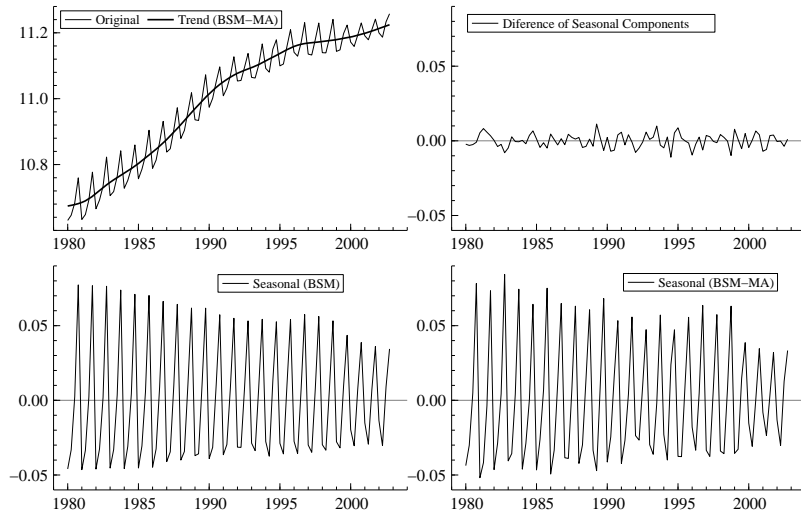 Original Trend (BSM−MA)
11.2
11.0
10.8
1980 1985 1990 1995 2000
Diference of Seasonal Components
0.05
0.00
−0.05
1980 1985 1990 1995 2000
Seasonal (BSM)
0.05
0.00
−0.05
1980 1985 1990 1995 2000
Seasonal (BSM−MA)
0.05
0.00
−0.05
1980 1985 1990 1995 2000